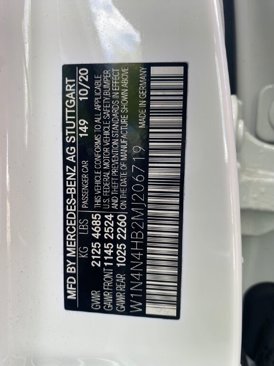 MFD BY MERCEDES-BENZ AG STUTTGART
KG LBS PASSENGER CAR 149 10/20
GVWR 2125 4685 THIS VEHICLE CONFORMS TO ALL APPLICABLE
GAWR FRONT 1145 2524 U.S. FEDERAL MOTOR VEHICLE SAFETY, BUMPER,
AND THEFT PREVENTION STANDARDS IN EFFECT
GAWR REAR 1025 2260 ON THE DATE OF MANUFACTURE SHOWN ABOVE.
W1N4N4HB2MJ206719 MADE IN GERMANY